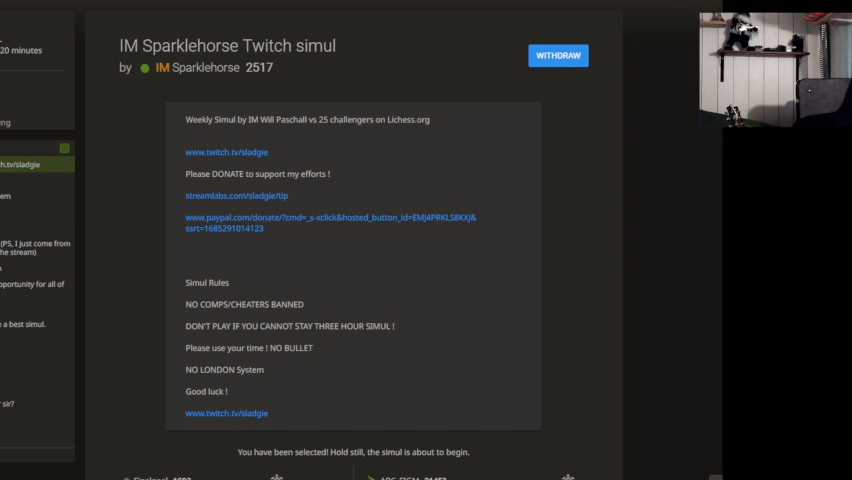 IM Sparklehorse Twitch simul
by IM Sparklehorse 2517
WITHDRAW
20 minutes
ing
h.tv/sladgie
em
(PS, I just come from
he stream)
pportunity for all of
e a best simul.
sir?
Weekly Simul by IM Will Paschall vs 25 challengers on Lichess.org
www.twitch.tv/sladgie
Please DONATE to support my efforts !
streamlabs.com/sladgie/tip
www.paypal.com/donate/?cmd=_s-xclick&hosted_button_id=EMJ4PRKLS8KXJ&
ssrt=1685291014123
Simul Rules
NO COMPS/CHEATERS BANNED
DON'T PLAY IF YOU CANNOT STAY THREE HOUR SIMUL !
Please use your time ! NO BULLET
NO LONDON System
Good luck !
www.twitch.tv/sladgie
You have been selected! Hold still, the simul is about to begin.